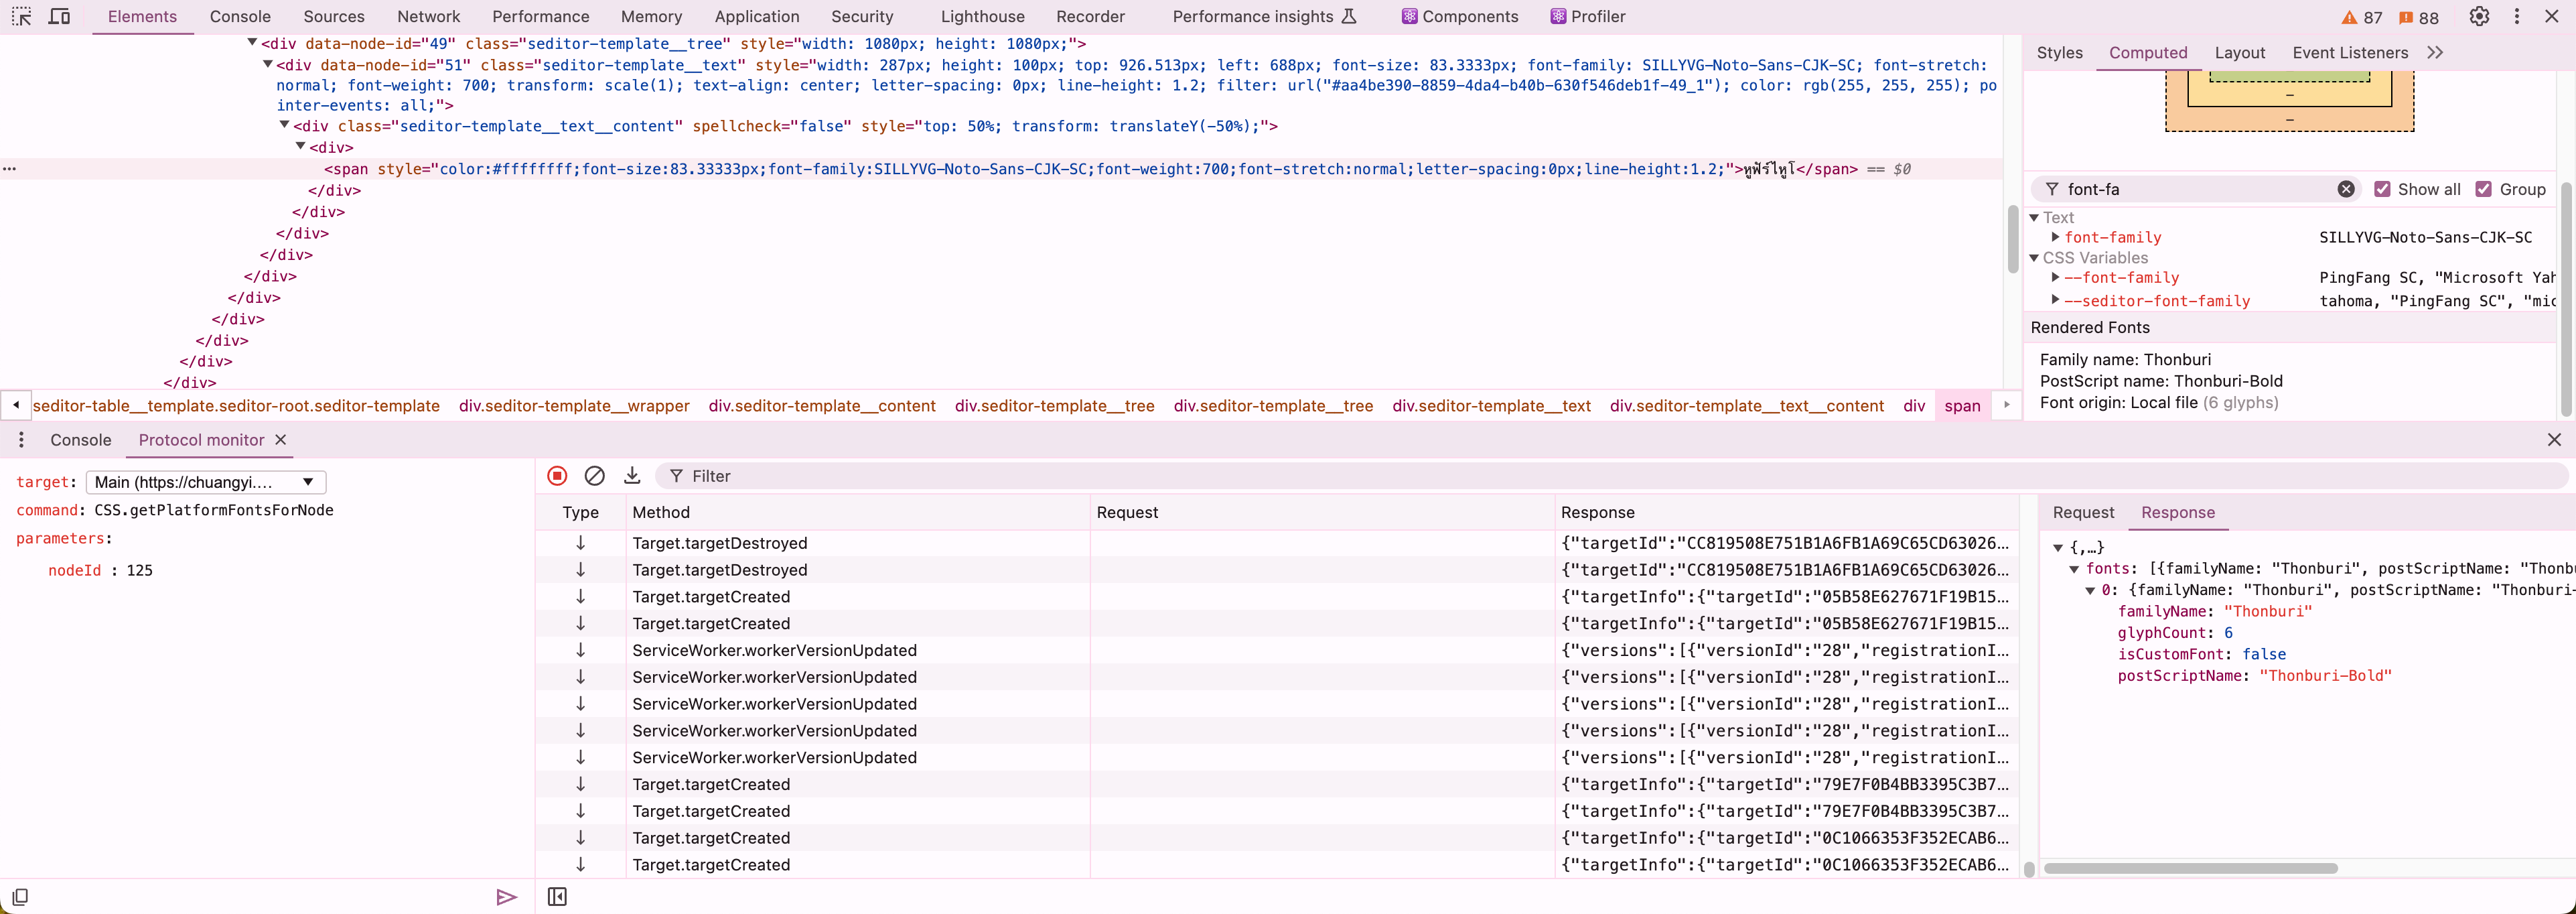 Elements Console Sources Network Performance Memory Application Security Lighthouse Recorder Performance insights Components Profiler 87 88
<div data-node-id="49" class="seditor-template__tree" style="width: 1080px; height: 1080px;">
<div data-node-id="51" class="seditor-template__text" style="width: 287px; height: 100px; top: 926.513px; left: 688px; font-size: 83.3333px; font-family: SILLYVG-Noto-Sans-CJK-SC; font-stretch:
normal; font-weight: 700; transform: scale(1); text-align: center; letter-spacing: 0px; line-height: 1.2; filter: url("#aa4be390-8859-4da4-b40b-630f546deb1f-49_1"); color: rgb(255, 255, 255); po
inter-events: all;">
<div class="seditor-template__text__content" spellcheck="false" style="top: 50%; transform: translateY(-50%);">
<div>
<span style="color:#ffffffff;font-size:83.33333px;font-family:SILLYVG-Noto-Sans-CJK-SC;font-weight:700;font-stretch:normal;letter-spacing:0px;line-height:1.2;">หูฟัร์ไหูโ</span> == $0
</div>
</div>
</div>
</div>
</div>
</div>
</div>
</div>
</div>
</div>
seditor-table__template.seditor-root.seditor-template div.seditor-template__wrapper div.seditor-template__content div.seditor-template__tree div.seditor-template__tree div.seditor-template__text div.seditor-template__text__content div span
Styles Computed Layout Event Listeners
–
–
font-fa Show all Group
Text
font-family SILLYVG-Noto-Sans-CJK-SC
CSS Variables
--font-family PingFang SC, "Microsoft Yah
--seditor-font-family tahoma, "PingFang SC", "mic
Rendered Fonts
Family name: Thonburi
PostScript name: Thonburi-Bold
Font origin: Local file (6 glyphs)
Console Protocol monitor
target: Main (https://chuangyi....
command: CSS.getPlatformFontsForNode
parameters:
nodeId : 125
Filter
Type Method Request Response
Target.targetDestroyed {"targetId":"CC819508E751B1A6FB1A69C65CD63026...
Target.targetDestroyed {"targetId":"CC819508E751B1A6FB1A69C65CD63026...
Target.targetCreated {"targetInfo":{"targetId":"05B58E627671F19B15...
Target.targetCreated {"targetInfo":{"targetId":"05B58E627671F19B15...
ServiceWorker.workerVersionUpdated {"versions":[{"versionId":"28","registrationI...
ServiceWorker.workerVersionUpdated {"versions":[{"versionId":"28","registrationI...
ServiceWorker.workerVersionUpdated {"versions":[{"versionId":"28","registrationI...
ServiceWorker.workerVersionUpdated {"versions":[{"versionId":"28","registrationI...
ServiceWorker.workerVersionUpdated {"versions":[{"versionId":"28","registrationI...
Target.targetCreated {"targetInfo":{"targetId":"79E7F0B4BB3395C3B7...
Target.targetCreated {"targetInfo":{"targetId":"79E7F0B4BB3395C3B7...
Target.targetCreated {"targetInfo":{"targetId":"0C1066353F352ECAB6...
Target.targetCreated {"targetInfo":{"targetId":"0C1066353F352ECAB6...
Request Response
{,…}
fonts: [{familyName: "Thonburi", postScriptName: "Thonbu
0: {familyName: "Thonburi", postScriptName: "Thonburi-
familyName: "Thonburi"
glyphCount: 6
isCustomFont: false
postScriptName: "Thonburi-Bold"